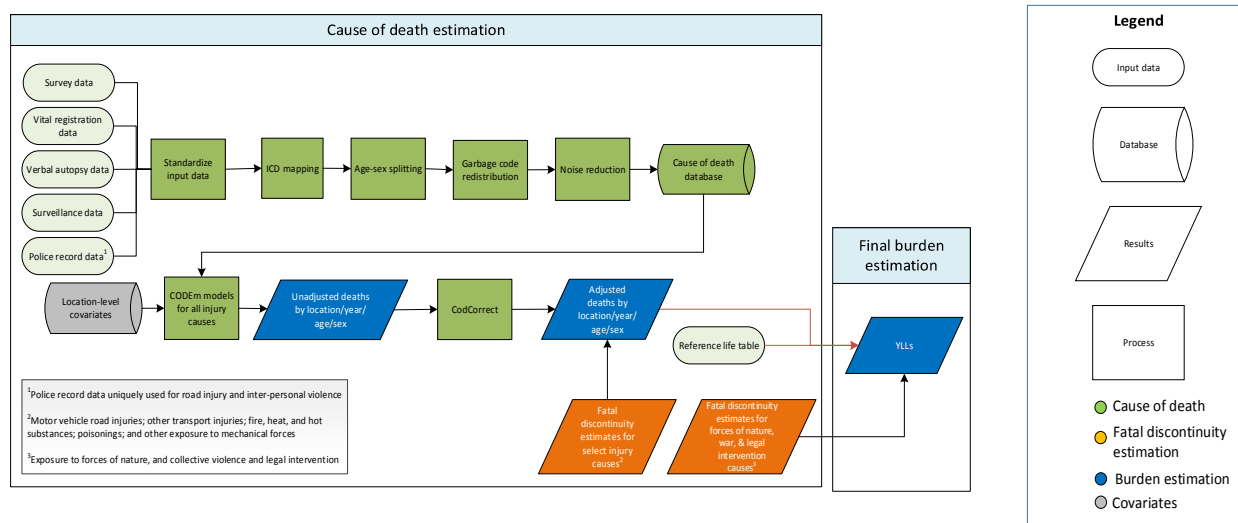 Cause of death estimation
Survey data
Vital registration
data
Verbal autopsy data
Surveillance data
Police record data¹
Standardize
input data
ICD mapping
Age-sex splitting
Garbage code
redistribution
Noise reduction
Cause of death
database
Location-level
covariates
CODEm models
for all injury
causes
Unadjusted deaths
by location/year/
age/sex
CodCorrect
Adjusted
deaths by
location/year/
age/sex
Reference life table
Fatal
discontinuity
estimates for
select injury
causes²
Fatal discontinuity
estimates for
forces of nature,
war, & legal
intervention
causes³
¹Police record data uniquely used for road injury and inter-personal violence
²Motor vehicle road injuries; other transport injuries; fire, heat, and hot
substances; poisonings; and other exposure to mechanical forces
³Exposure to forces of nature, and collective violence and legal intervention
Final burden
estimation
YLLs
Legend
Input data
Database
Results
Process
Cause of death
Fatal discontinuity
estimation
Burden estimation
Covariates